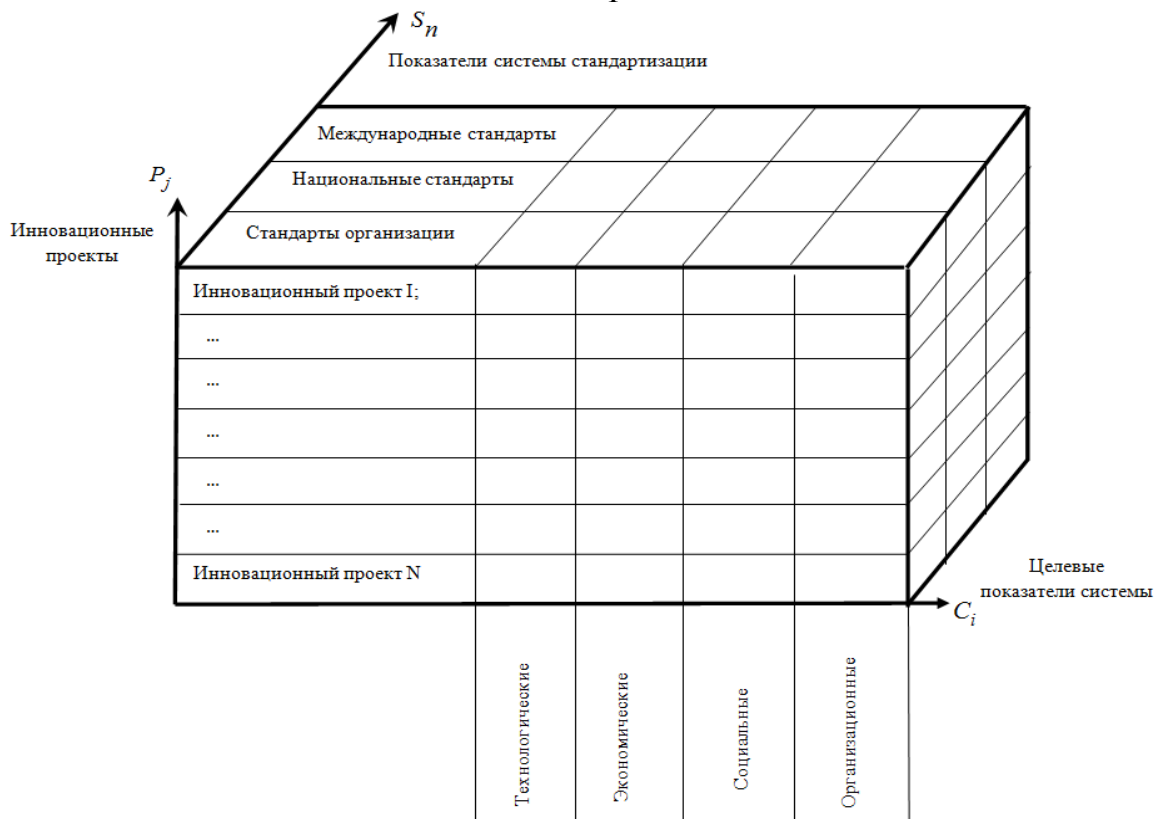 S_n
Показатели системы стандартизации
Международные стандарты
P_j
Национальные стандарты
Инновационные
проекты
Стандарты организации
Инновационный проект I;
...
...
...
...
...
Инновационный проект N
Целевые
показатели системы
C_i
Технологические
Экономические
Социальные
Организационные